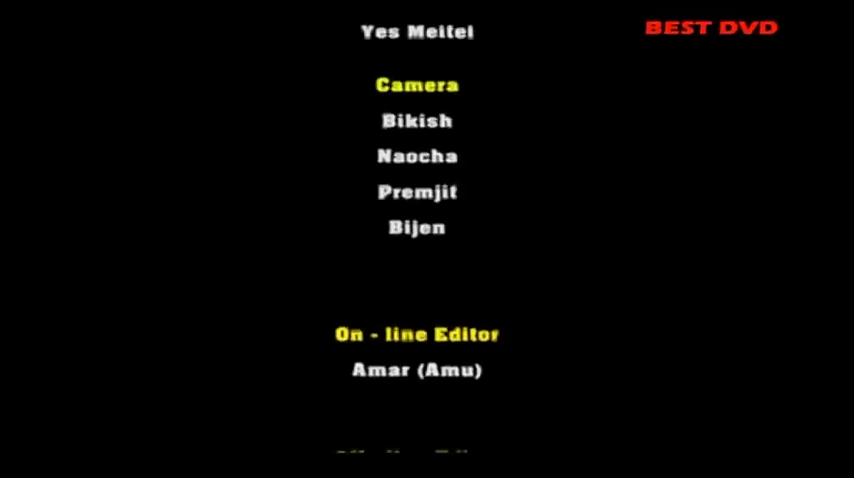 Yes Meitei
BEST DVD
Camera
Bikish
Naocha
Premjit
Bijen
On - line Editor
Amar (Amu)